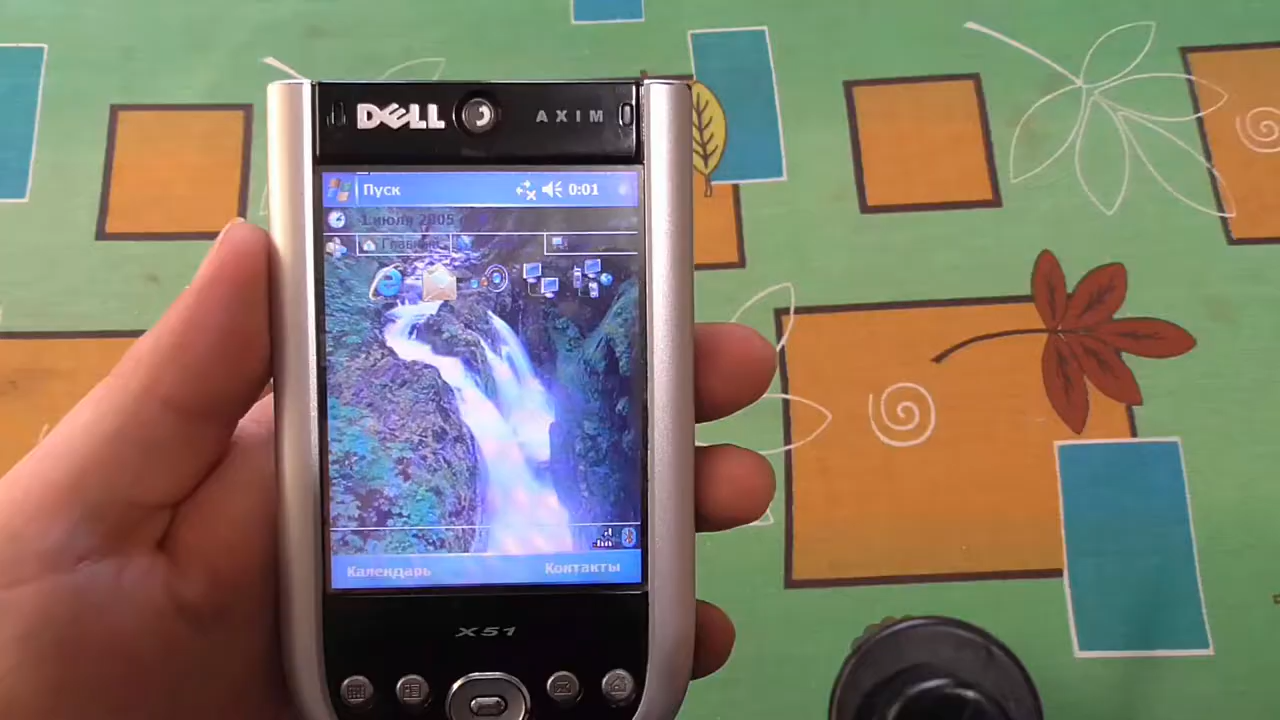 DELL AXIM
Пуск 0:01
1 июля 2005
Календарь Контакты
X51